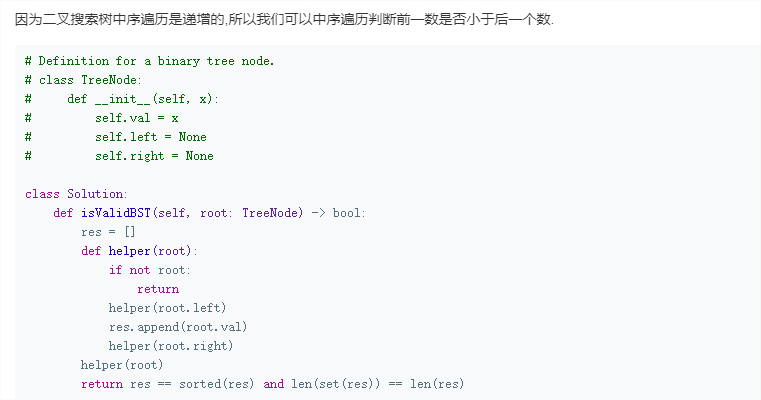 因为二叉搜索树中序遍历是递增的,所以我们可以中序遍历判断前一数是否小于后一个数.
# Definition for a binary tree node.
# class TreeNode:
#     def __init__(self, x):
#         self.val = x
#         self.left = None
#         self.right = None
class Solution:
    def isValidBST(self, root: TreeNode) -> bool:
        res = []
        def helper(root):
            if not root:
                return
            helper(root.left)
            res.append(root.val)
            helper(root.right)
        helper(root)
        return res == sorted(res) and len(set(res)) == len(res)